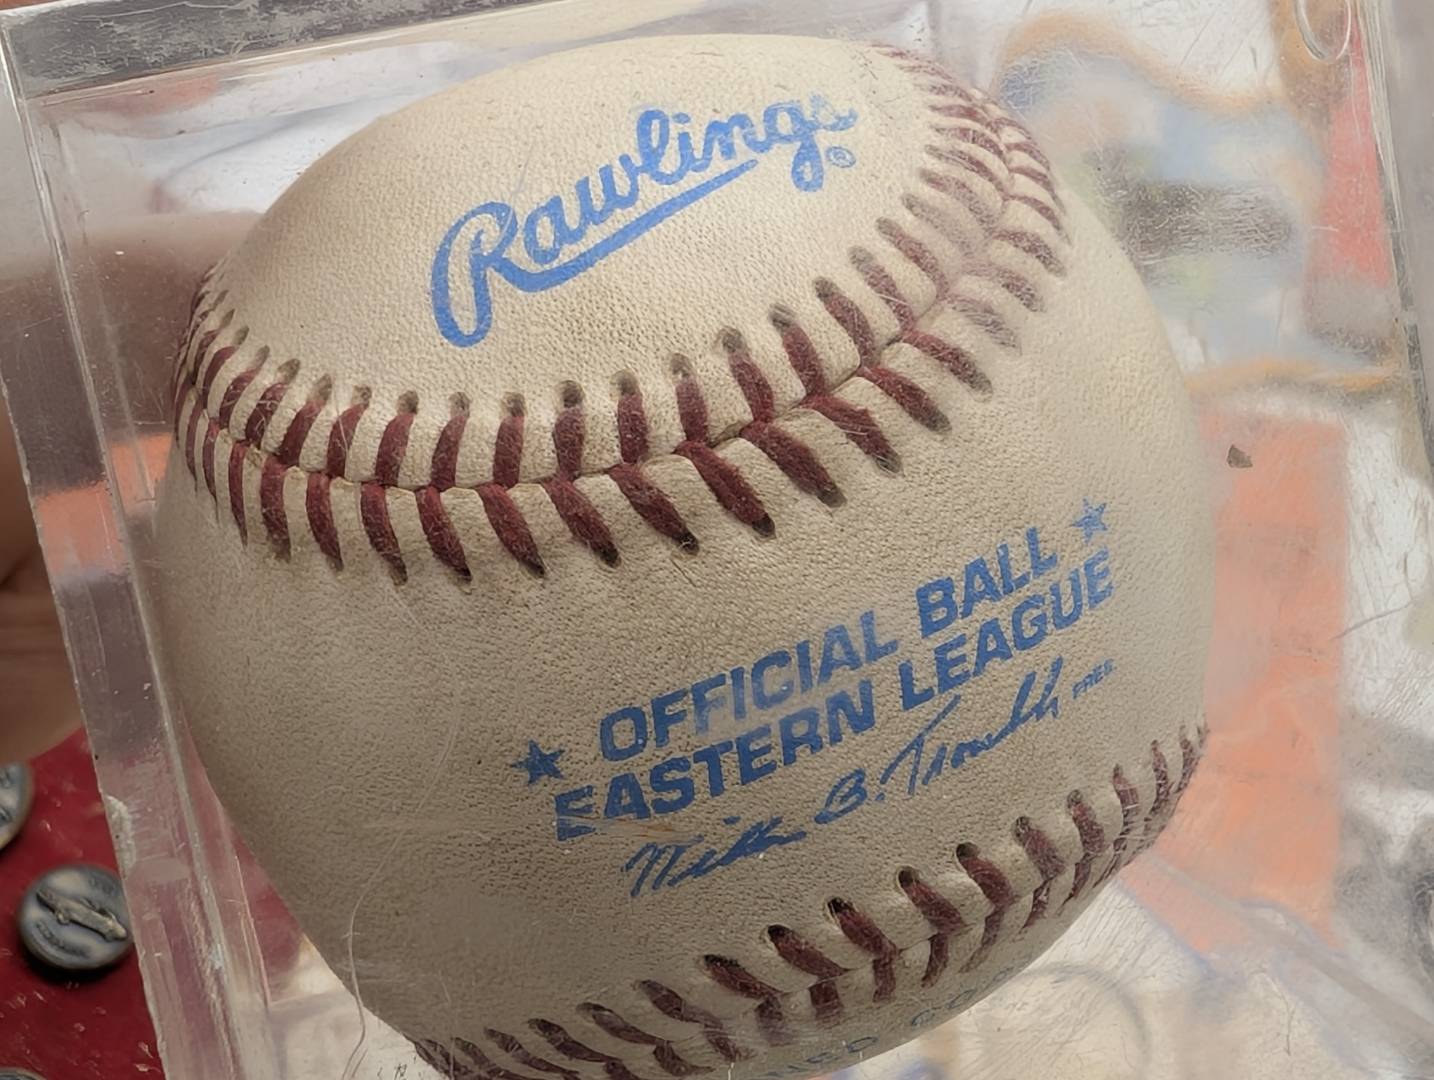 Rawlings®
★ OFFICIAL BALL ★
EASTERN LEAGUE
B. PRES.